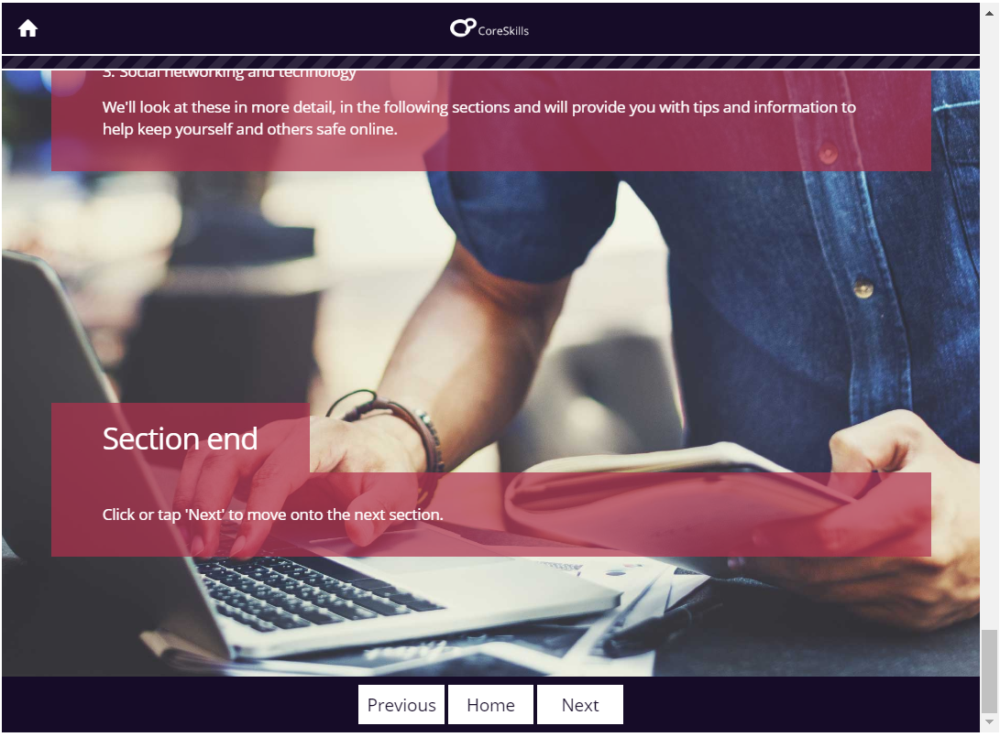 CoreSkills
3. Social networking and technology
We'll look at these in more detail, in the following sections and will provide you with tips and information to
help keep yourself and others safe online.
Section end
Click or tap 'Next' to move onto the next section.
Previous Home Next